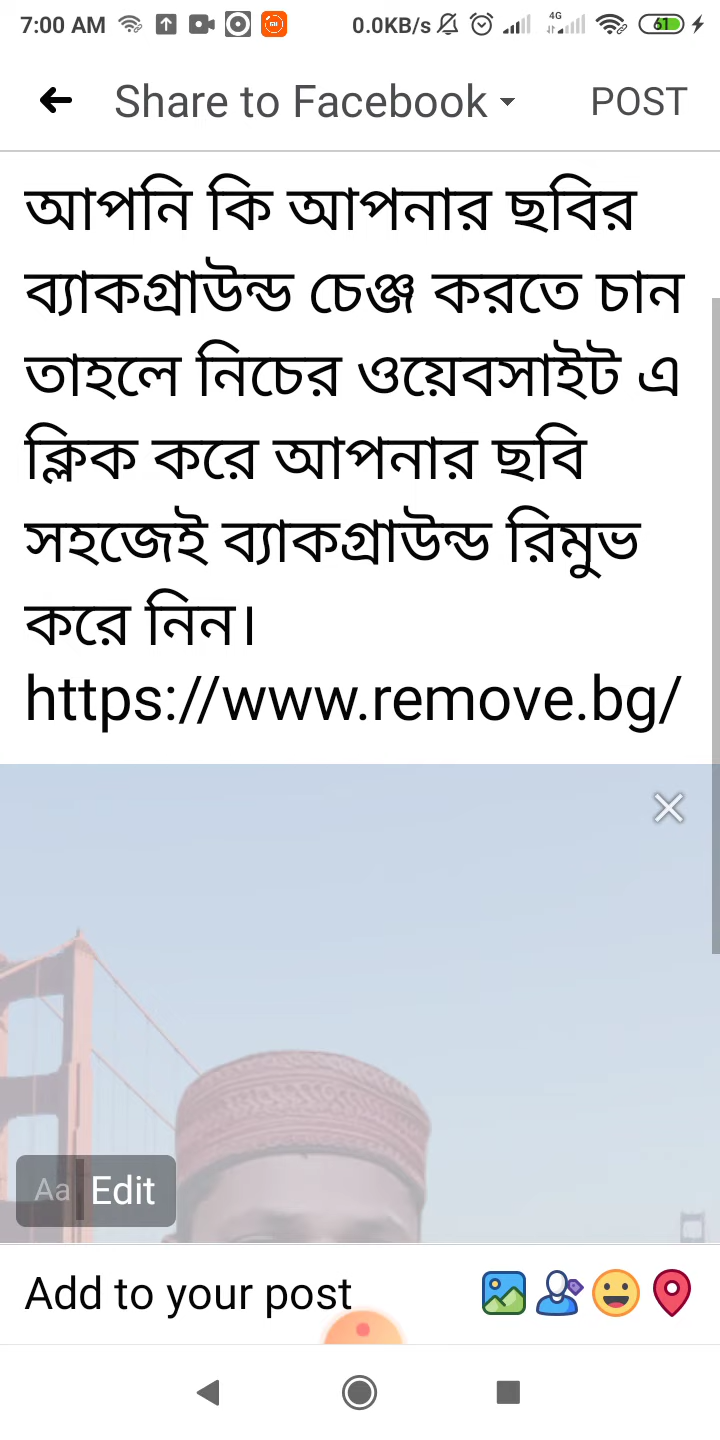 7:00 AM 0.0KB/s 4G 61
Share to Facebook POST
আপনি কি আপনার ছবির
ব্যাকগ্রাউন্ড চেঞ্জ করতে চান
তাহলে নিচের ওয়েবসাইট এ
ক্লিক করে আপনার ছবি
সহজেই ব্যাকগ্রাউন্ড রিমুভ
করে নিন।
https://www.remove.bg/
Aa Edit
Add to your post